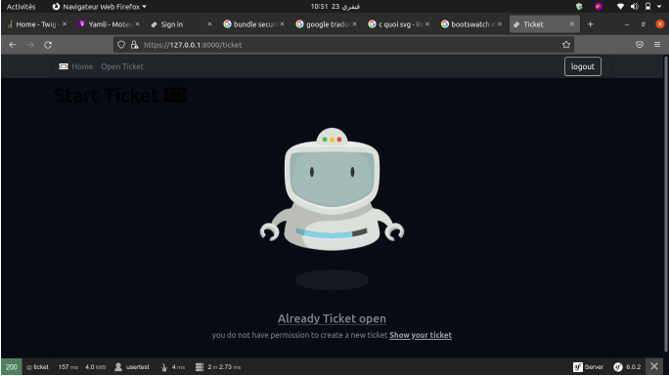 Activités
Navigateur Web Firefox
10:51 23 فيفري
Home - Twig -
Yamli - Moteu
Sign in
bundle securi
google tradu
c quoi svg - Re
bootswatch d
Ticket
https://127.0.0.1:8000/ticket
Home
Open Ticket
logout
Start Ticket
Already Ticket open
you do not have permission to create a new ticket Show your ticket
200 @ ticket 157 ms 4.0 MiB usertest 4 ms 2 in 2.73 ms Server 6.0.2